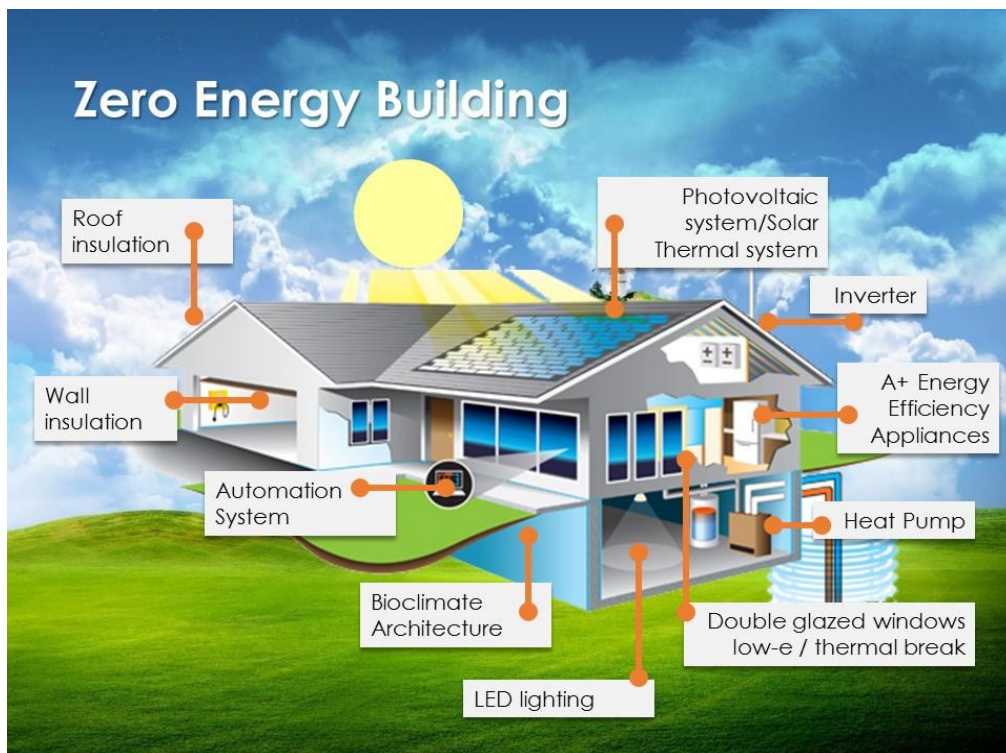 Zero Energy Building
Roof
insulation
Photovoltaic
system/Solar
Thermal system
Inverter
Wall
insulation
A+ Energy
Efficiency
Appliances
Automation
System
Heat Pump
Bioclimate
Architecture
Double glazed windows
low-e / thermal break
LED lighting